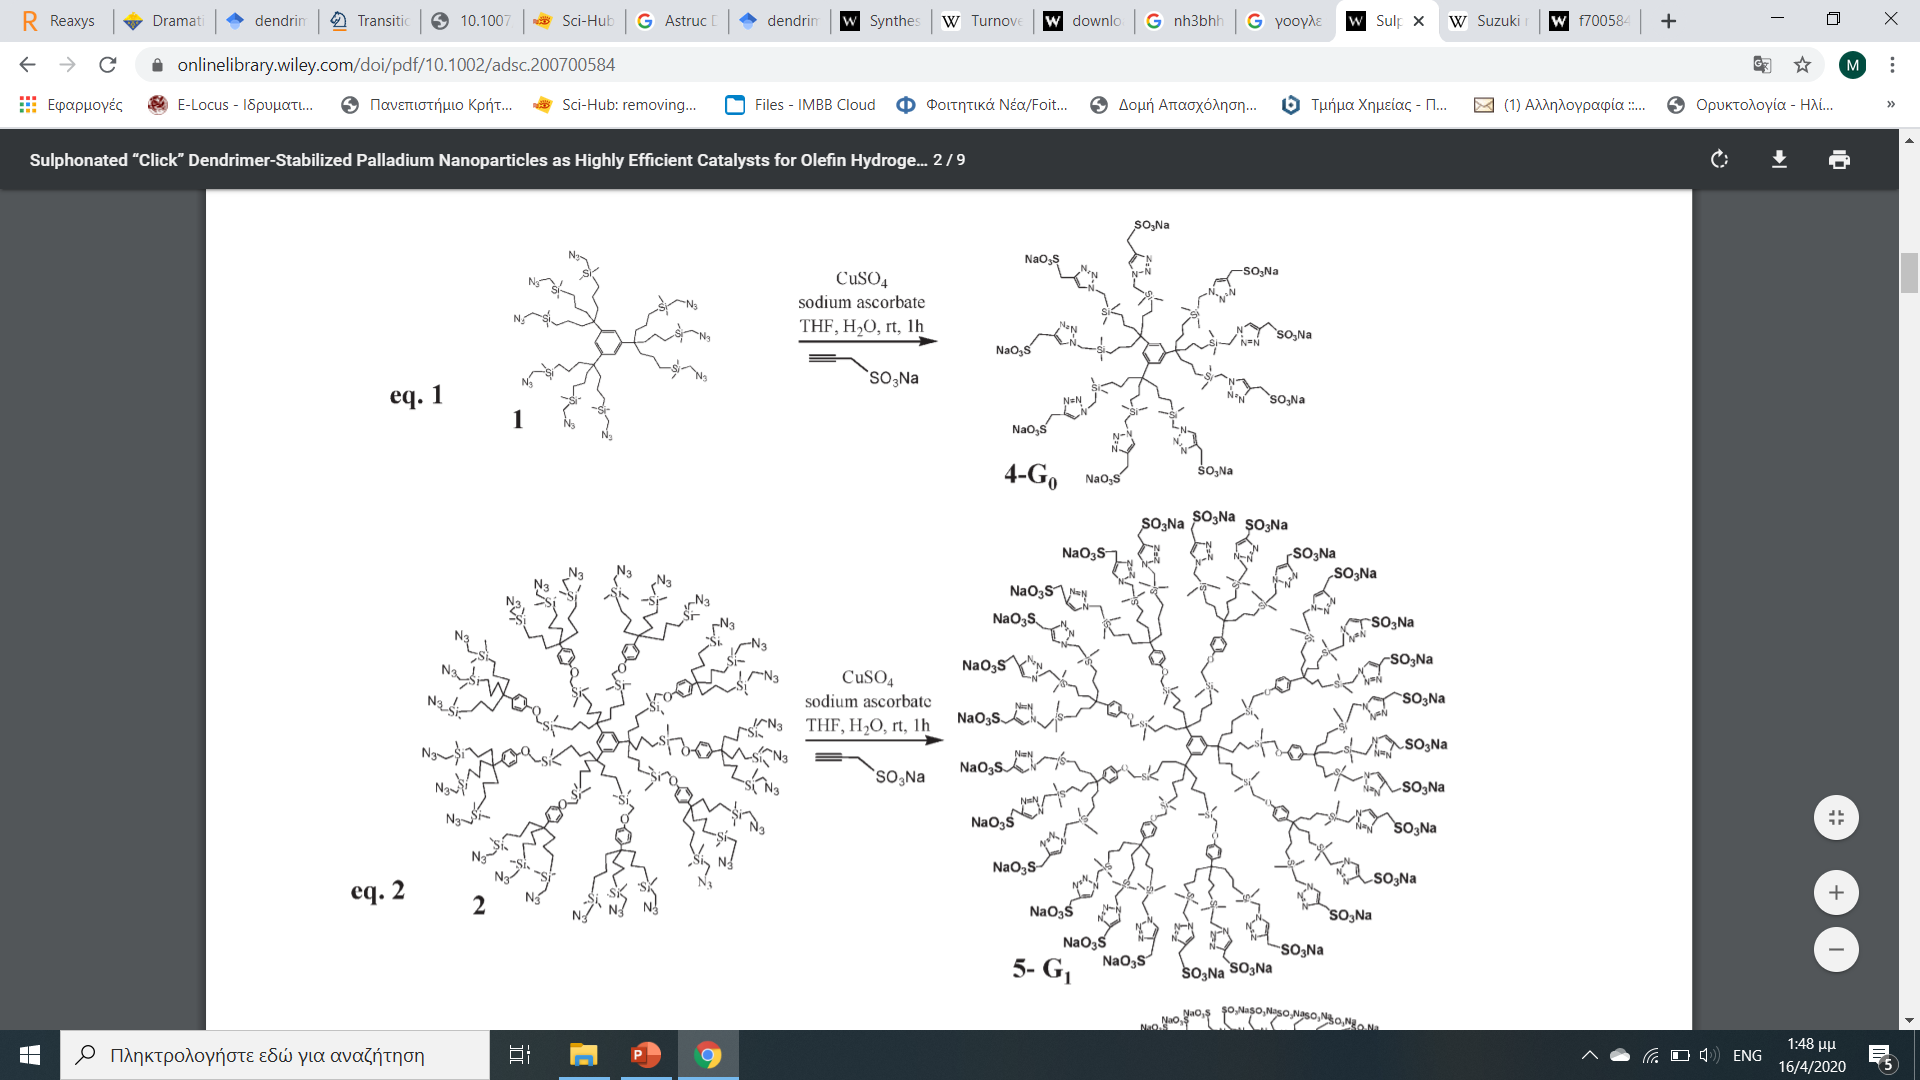 Reaxys
Dramati
dendrin
Transitic
10.1007
Sci-Hub
Astruc D
dendrim
Synthes
Turnove
downlo
nh3bhh
γοογλε
Sulp
Suzuki r
f700584
onlinelibrary.wiley.com/doi/pdf/10.1002/adsc.200700584
M
Εφαρμογές
E-Locus - Ιδρυματι...
Πανεπιστήμιο Κρήτ...
Sci-Hub: removing...
Files - IMBB Cloud
Φοιτητικά Νέα/Foit...
Δομή Απασχόληση...
Τμήμα Χημείας - Π...
(1) Αλληλογραφία ::...
Ορυκτολογία - Ηλί...
»
Sulphonated “Click” Dendrimer-Stabilized Palladium Nanoparticles as Highly Efficient Catalysts for Olefin Hydroge... 2 / 9
CuSO₄
sodium ascorbate
THF, H₂O, rt, 1h
SO₃Na
eq. 1
1
4-G₀
CuSO₄
sodium ascorbate
THF, H₂O, rt, 1h
SO₃Na
eq. 2
2
5- G₁
Πληκτρολογήστε εδώ για αναζήτηση
ENG
1:48 μμ
16/4/2020
5